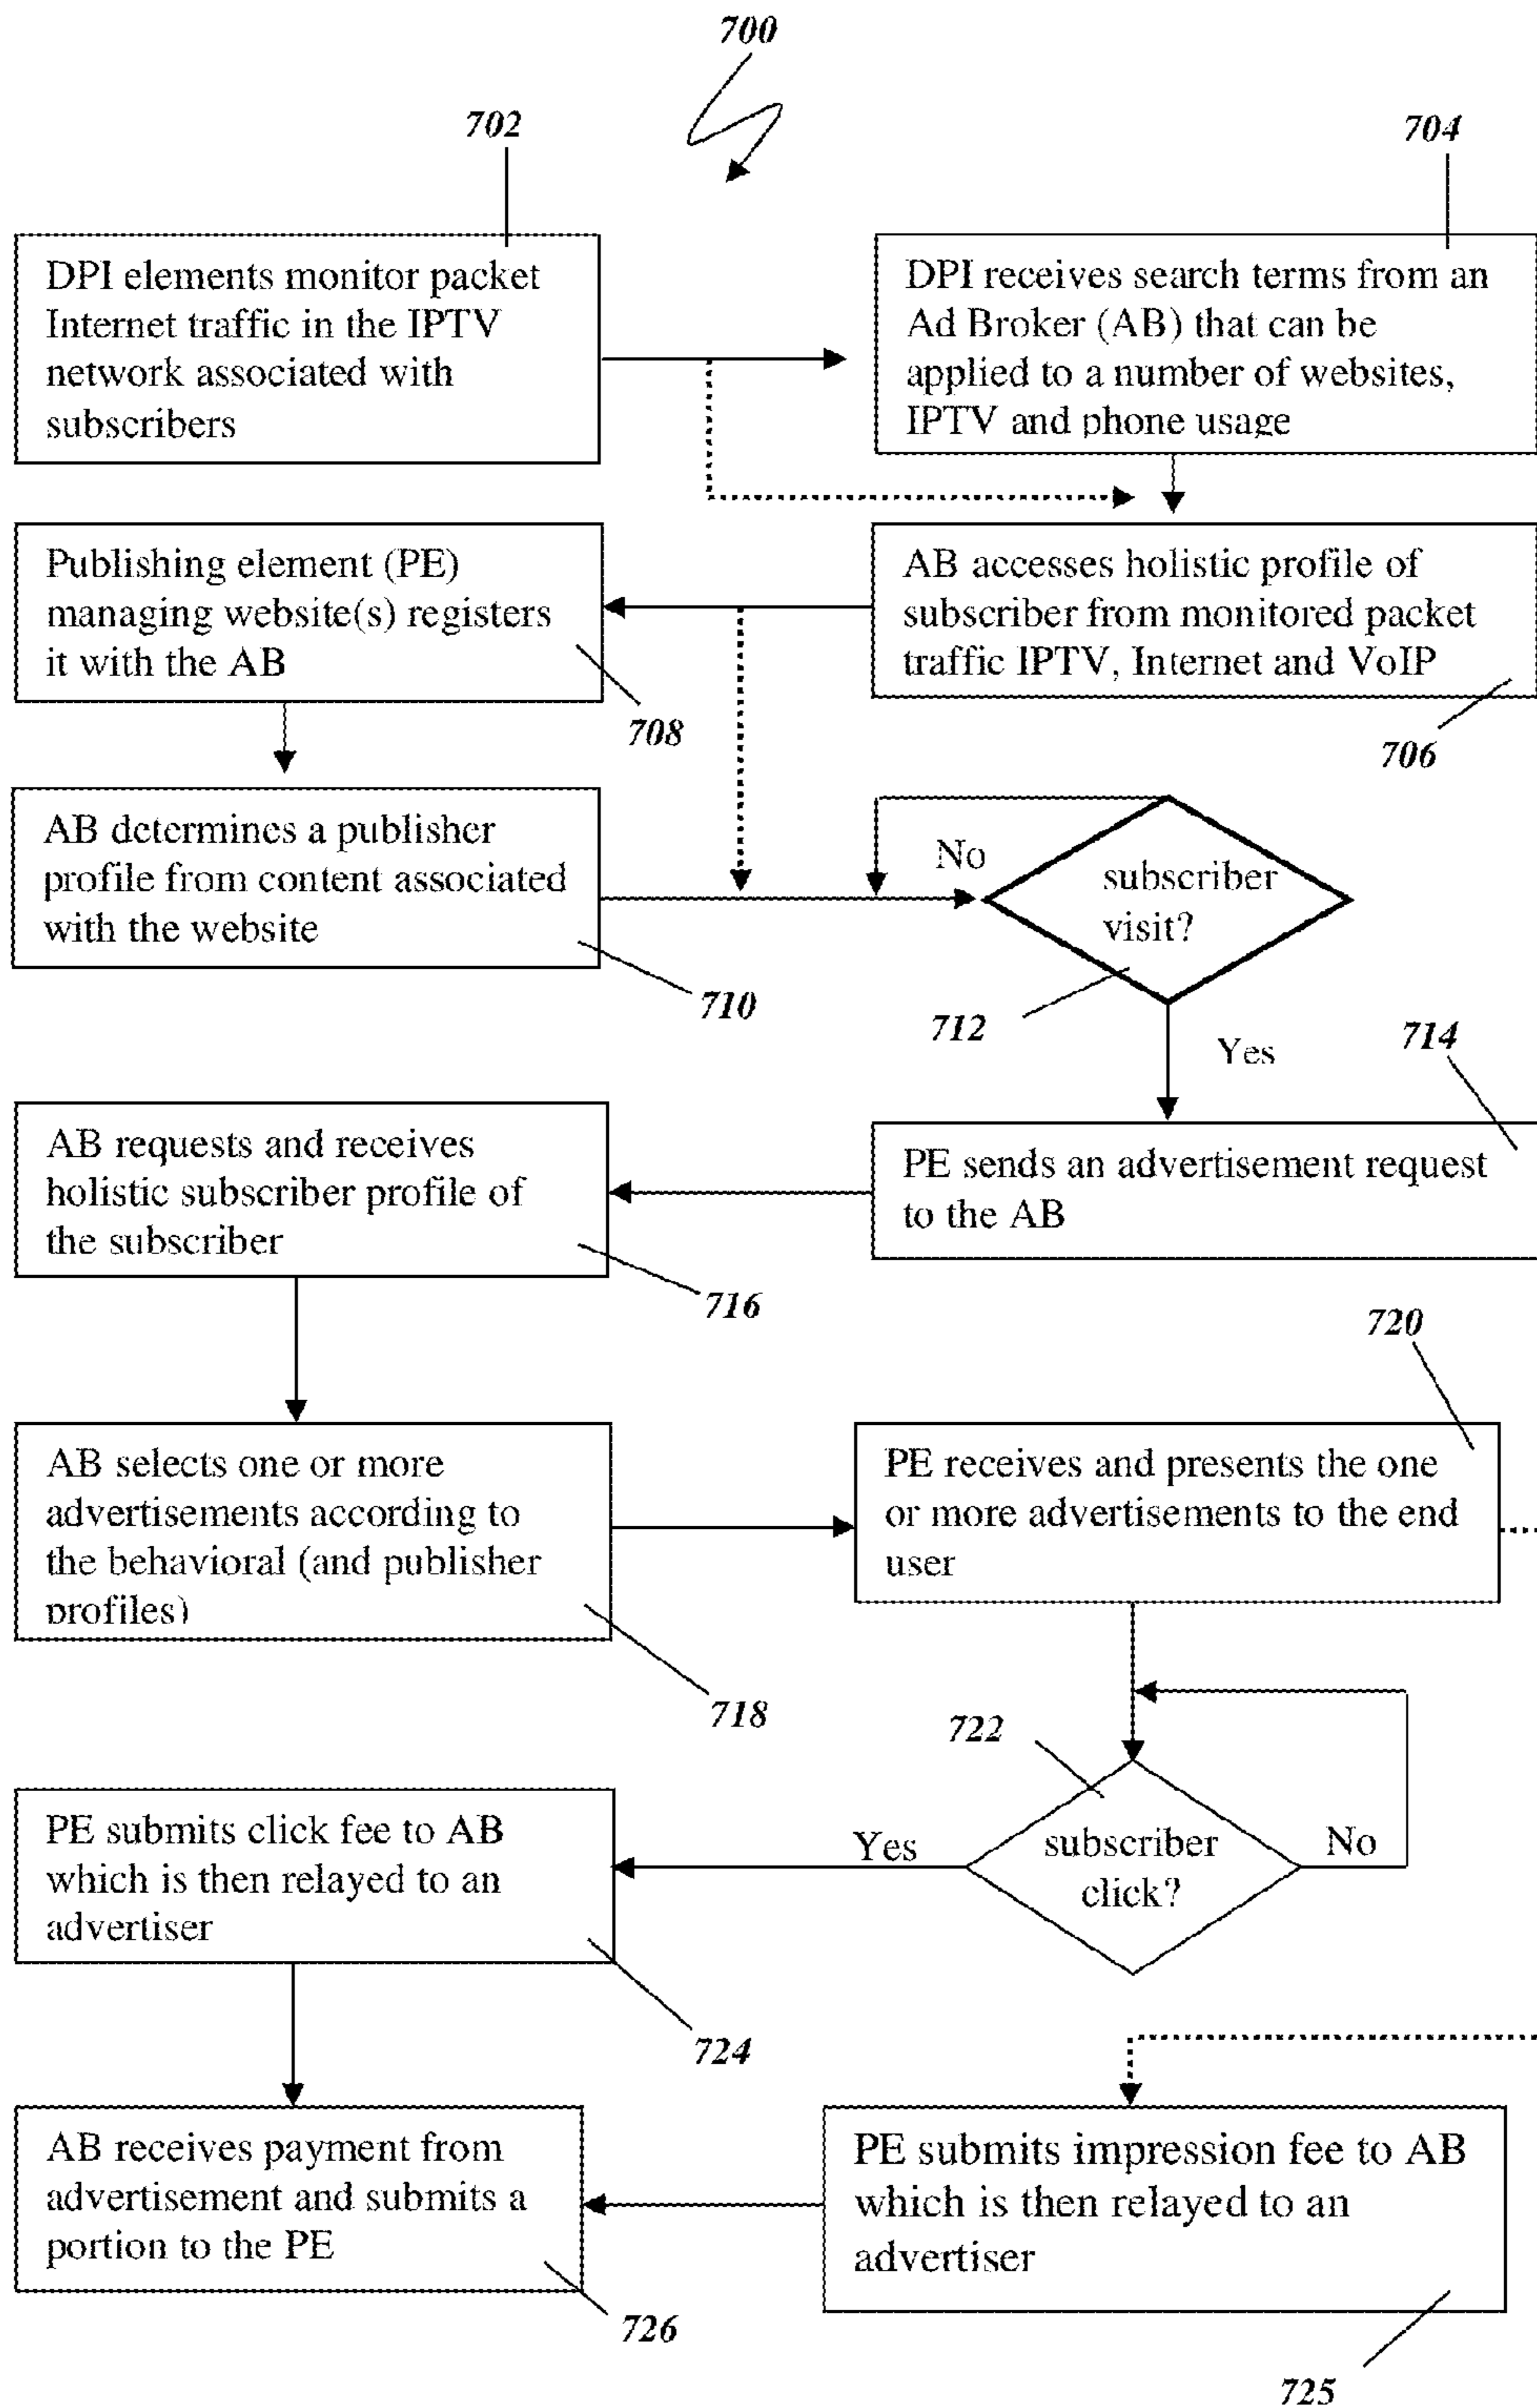 700
702
704
DPI elements monitor packet
Internet traffic in the IPTV
network associated with
subscribers
DPI receives search terms from an
Ad Broker (AB) that can be
applied to a number of websites,
IPTV and phone usage
Publishing element (PE)
managing website(s) registers
it with the AB
708
AB accesses holistic profile of
subscriber from monitored packet
traffic IPTV, Internet and VoIP
706
AB determines a publisher
profile from content associated
with the website
710
No
subscriber
visit?
712
Yes
714
AB requests and receives
holistic subscriber profile of
the subscriber
716
PE sends an advertisement request
to the AB
720
AB selects one or more
advertisements according to
the behavioral (and publisher
profiles)
718
PE receives and presents the one
or more advertisements to the end
user
722
PE submits click fee to AB
which is then relayed to an
advertiser
724
Yes
subscriber
click?
No
AB receives payment from
advertisement and submits a
portion to the PE
726
PE submits impression fee to AB
which is then relayed to an
advertiser
725